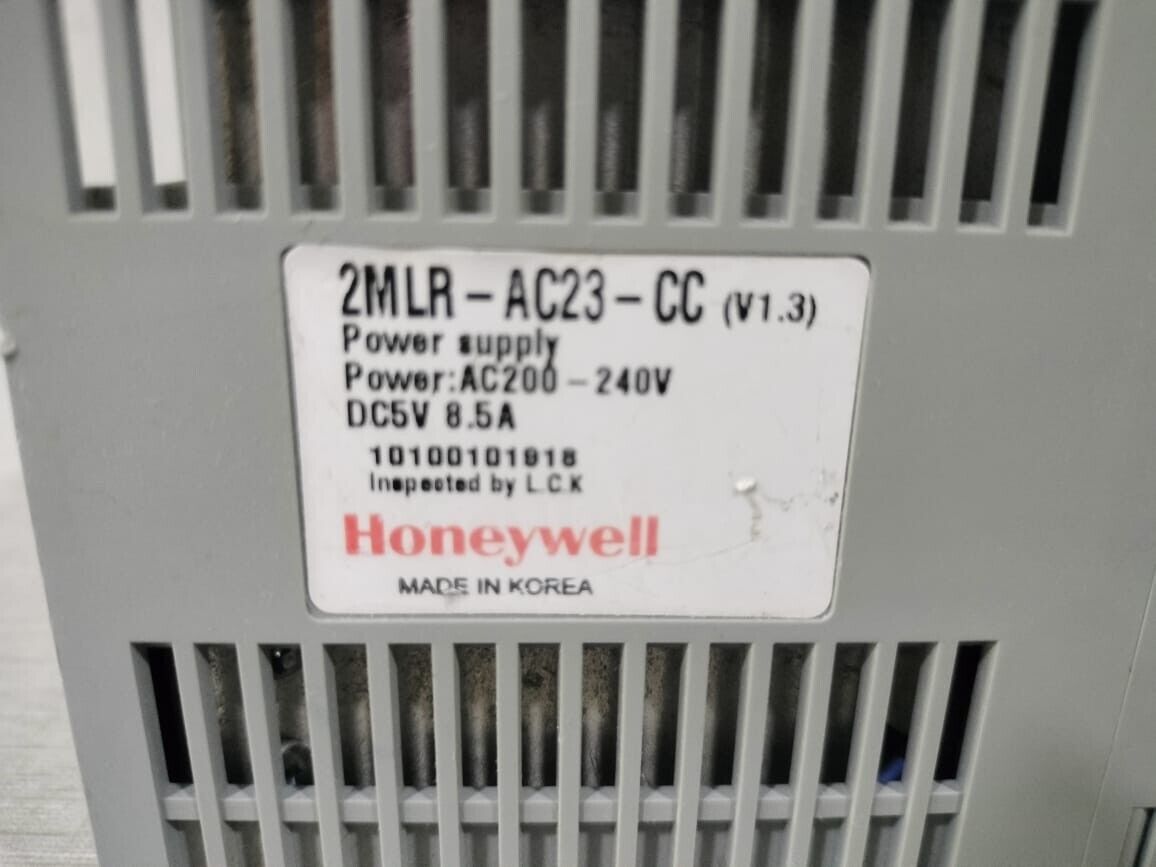 2MLR-AC23-CC (V1.3)
Power supply
Power:AC200-240V
DC5V 8.5A
10100101918
Inspected by L.C.K
Honeywell
MADE IN KOREA